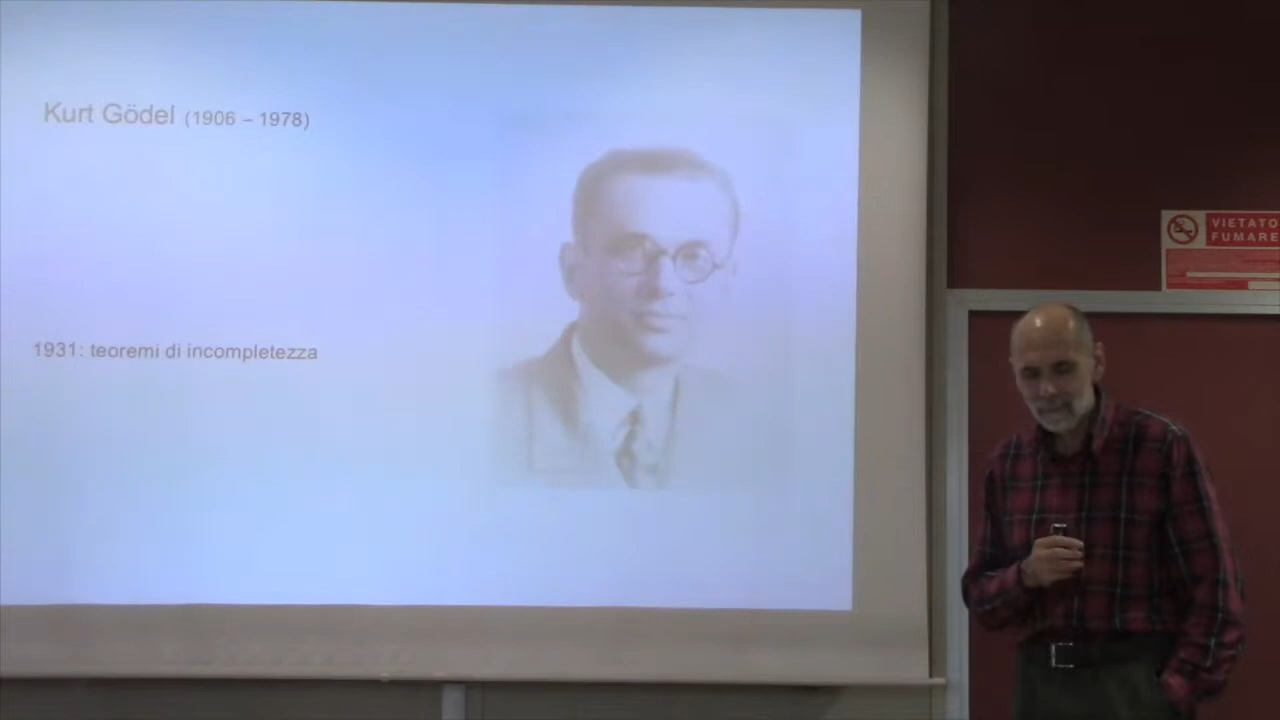 Kurt Gödel (1906 – 1978)
1931: teoremi di incompletezza
VIETATO
FUMARE